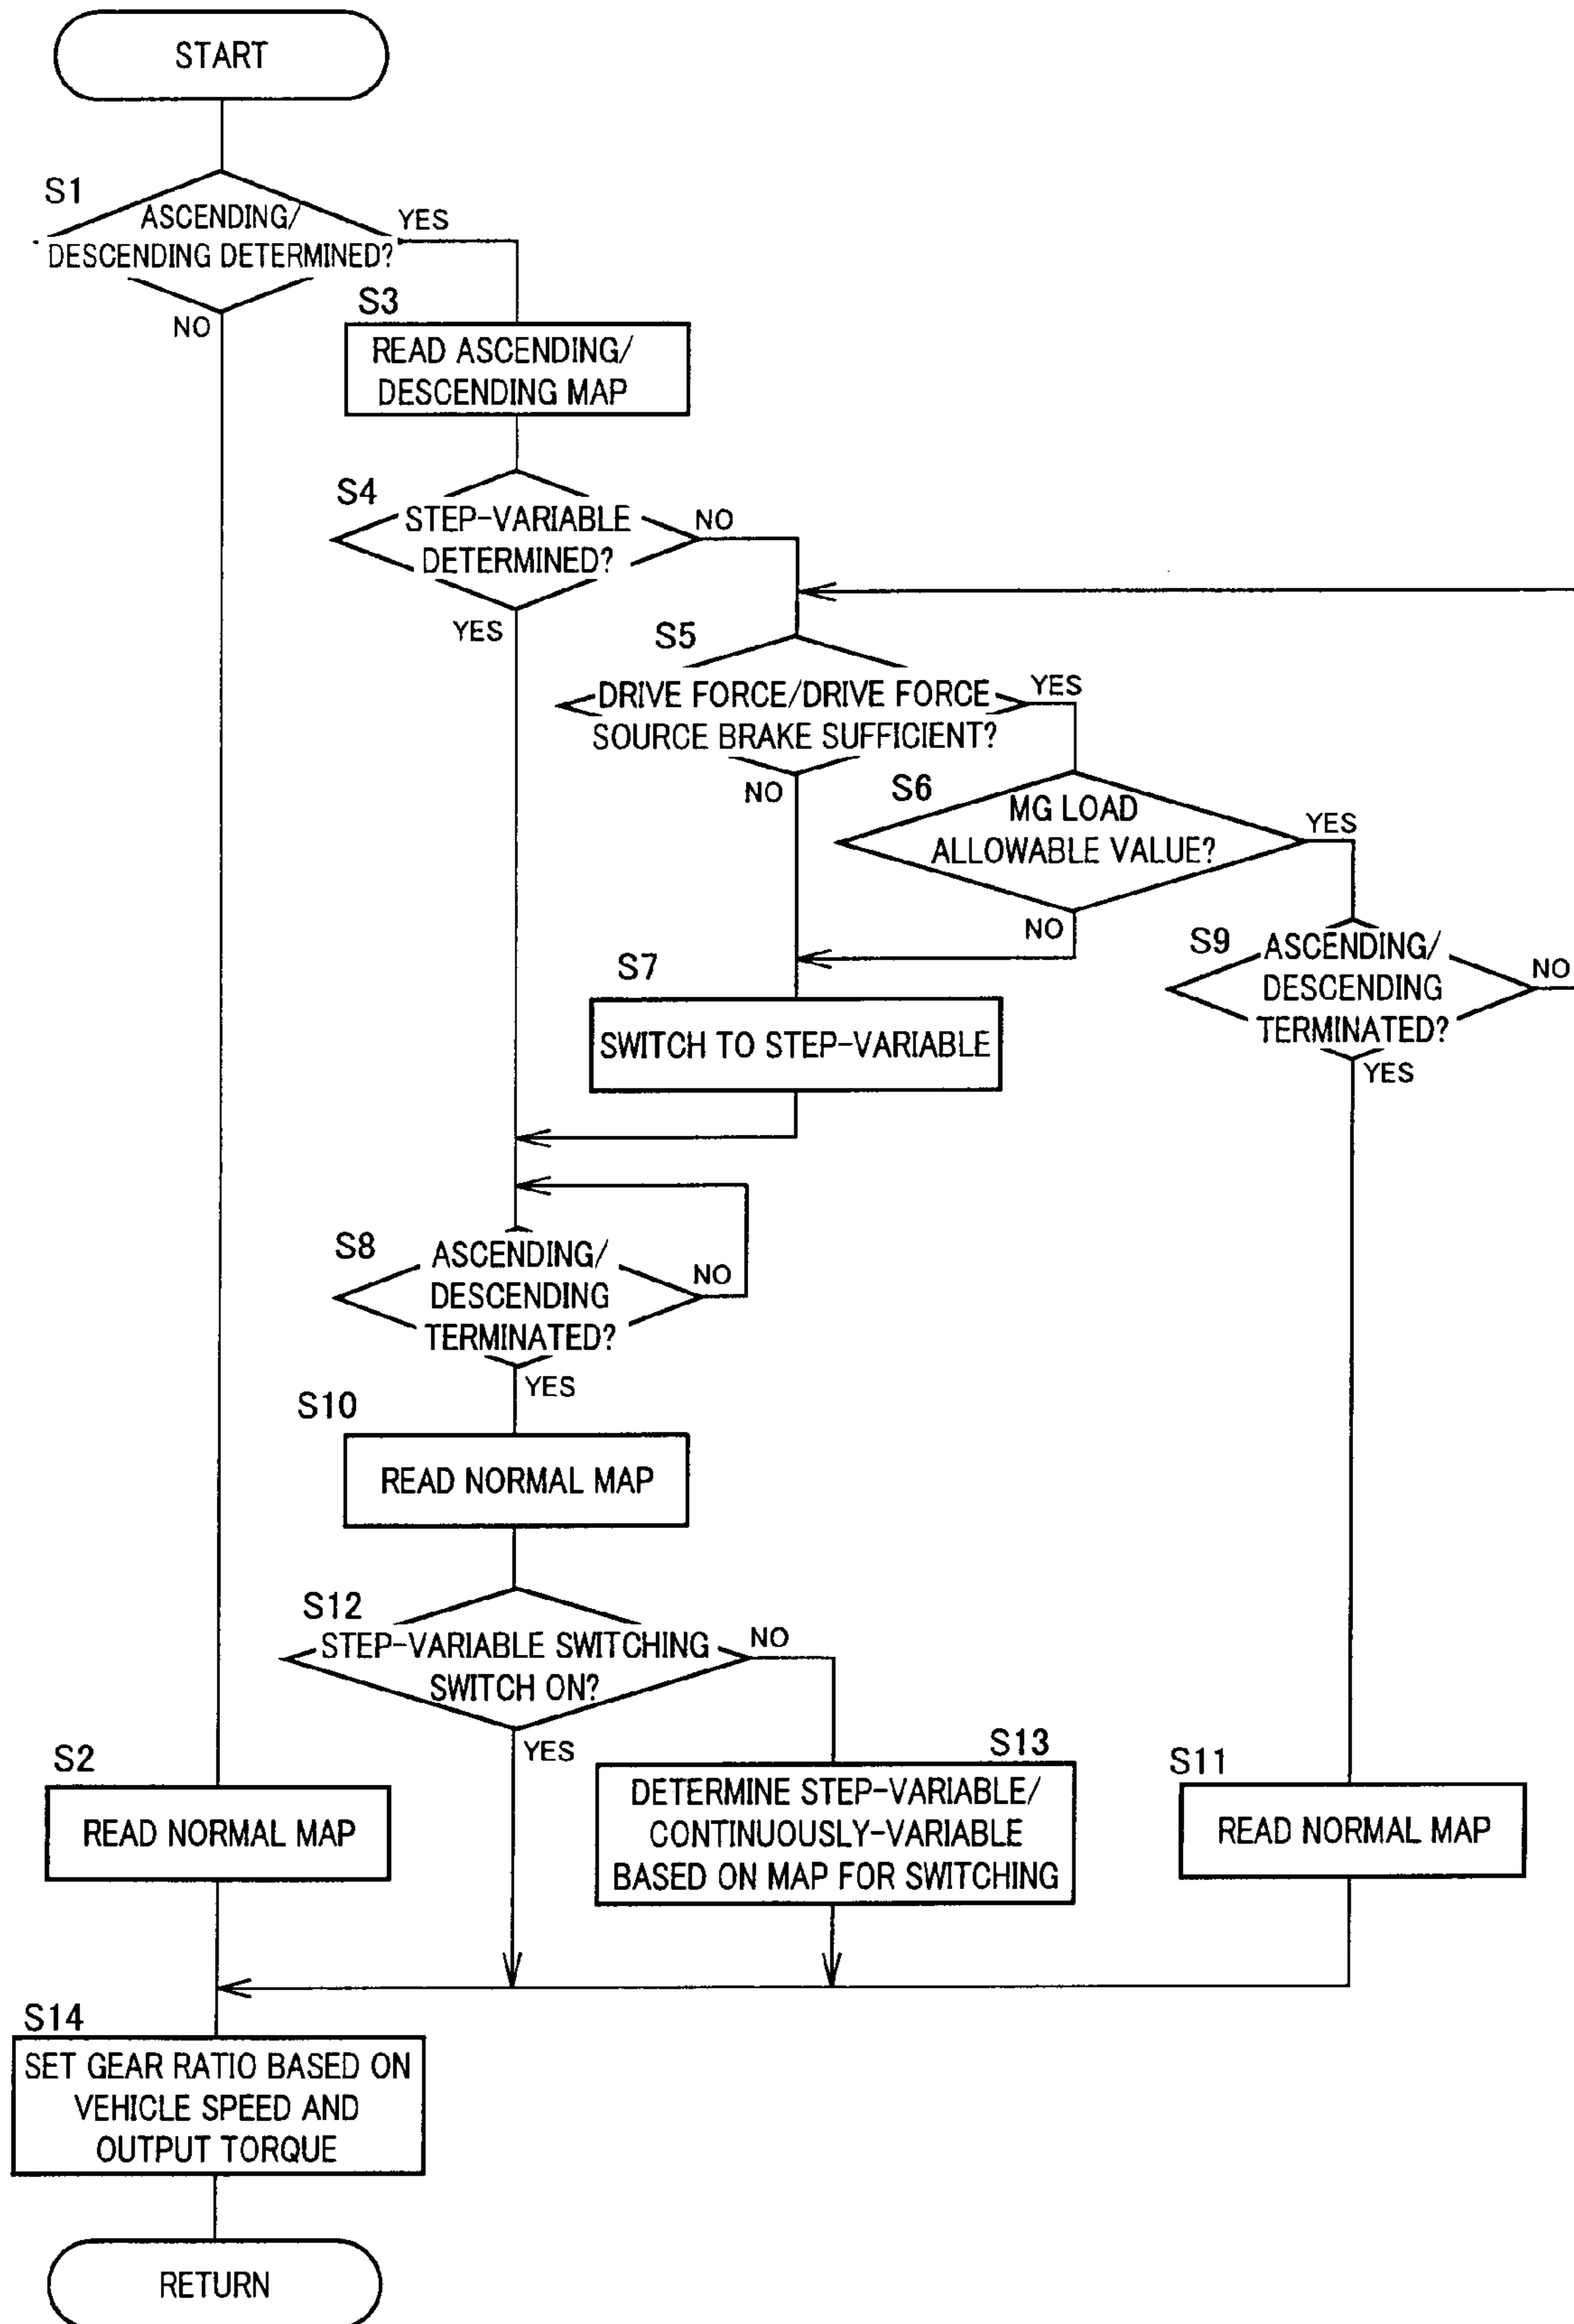 START
S1
ASCENDING/
DESCENDING DETERMINED?
YES
NO
S3
READ ASCENDING/
DESCENDING MAP
S4
STEP-VARIABLE
DETERMINED?
NO
YES
S5
DRIVE FORCE/DRIVE FORCE
SOURCE BRAKE SUFFICIENT?
YES
NO
S6
MG LOAD
ALLOWABLE VALUE?
YES
NO
S9
ASCENDING/
DESCENDING
TERMINATED?
NO
YES
S7
SWITCH TO STEP-VARIABLE
S8
ASCENDING/
DESCENDING
TERMINATED?
NO
YES
S10
READ NORMAL MAP
S12
STEP-VARIABLE SWITCHING
SWITCH ON?
NO
YES
S2
READ NORMAL MAP
S13
DETERMINE STEP-VARIABLE/
CONTINUOUSLY-VARIABLE
BASED ON MAP FOR SWITCHING
S11
READ NORMAL MAP
S14
SET GEAR RATIO BASED ON
VEHICLE SPEED AND
OUTPUT TORQUE
RETURN